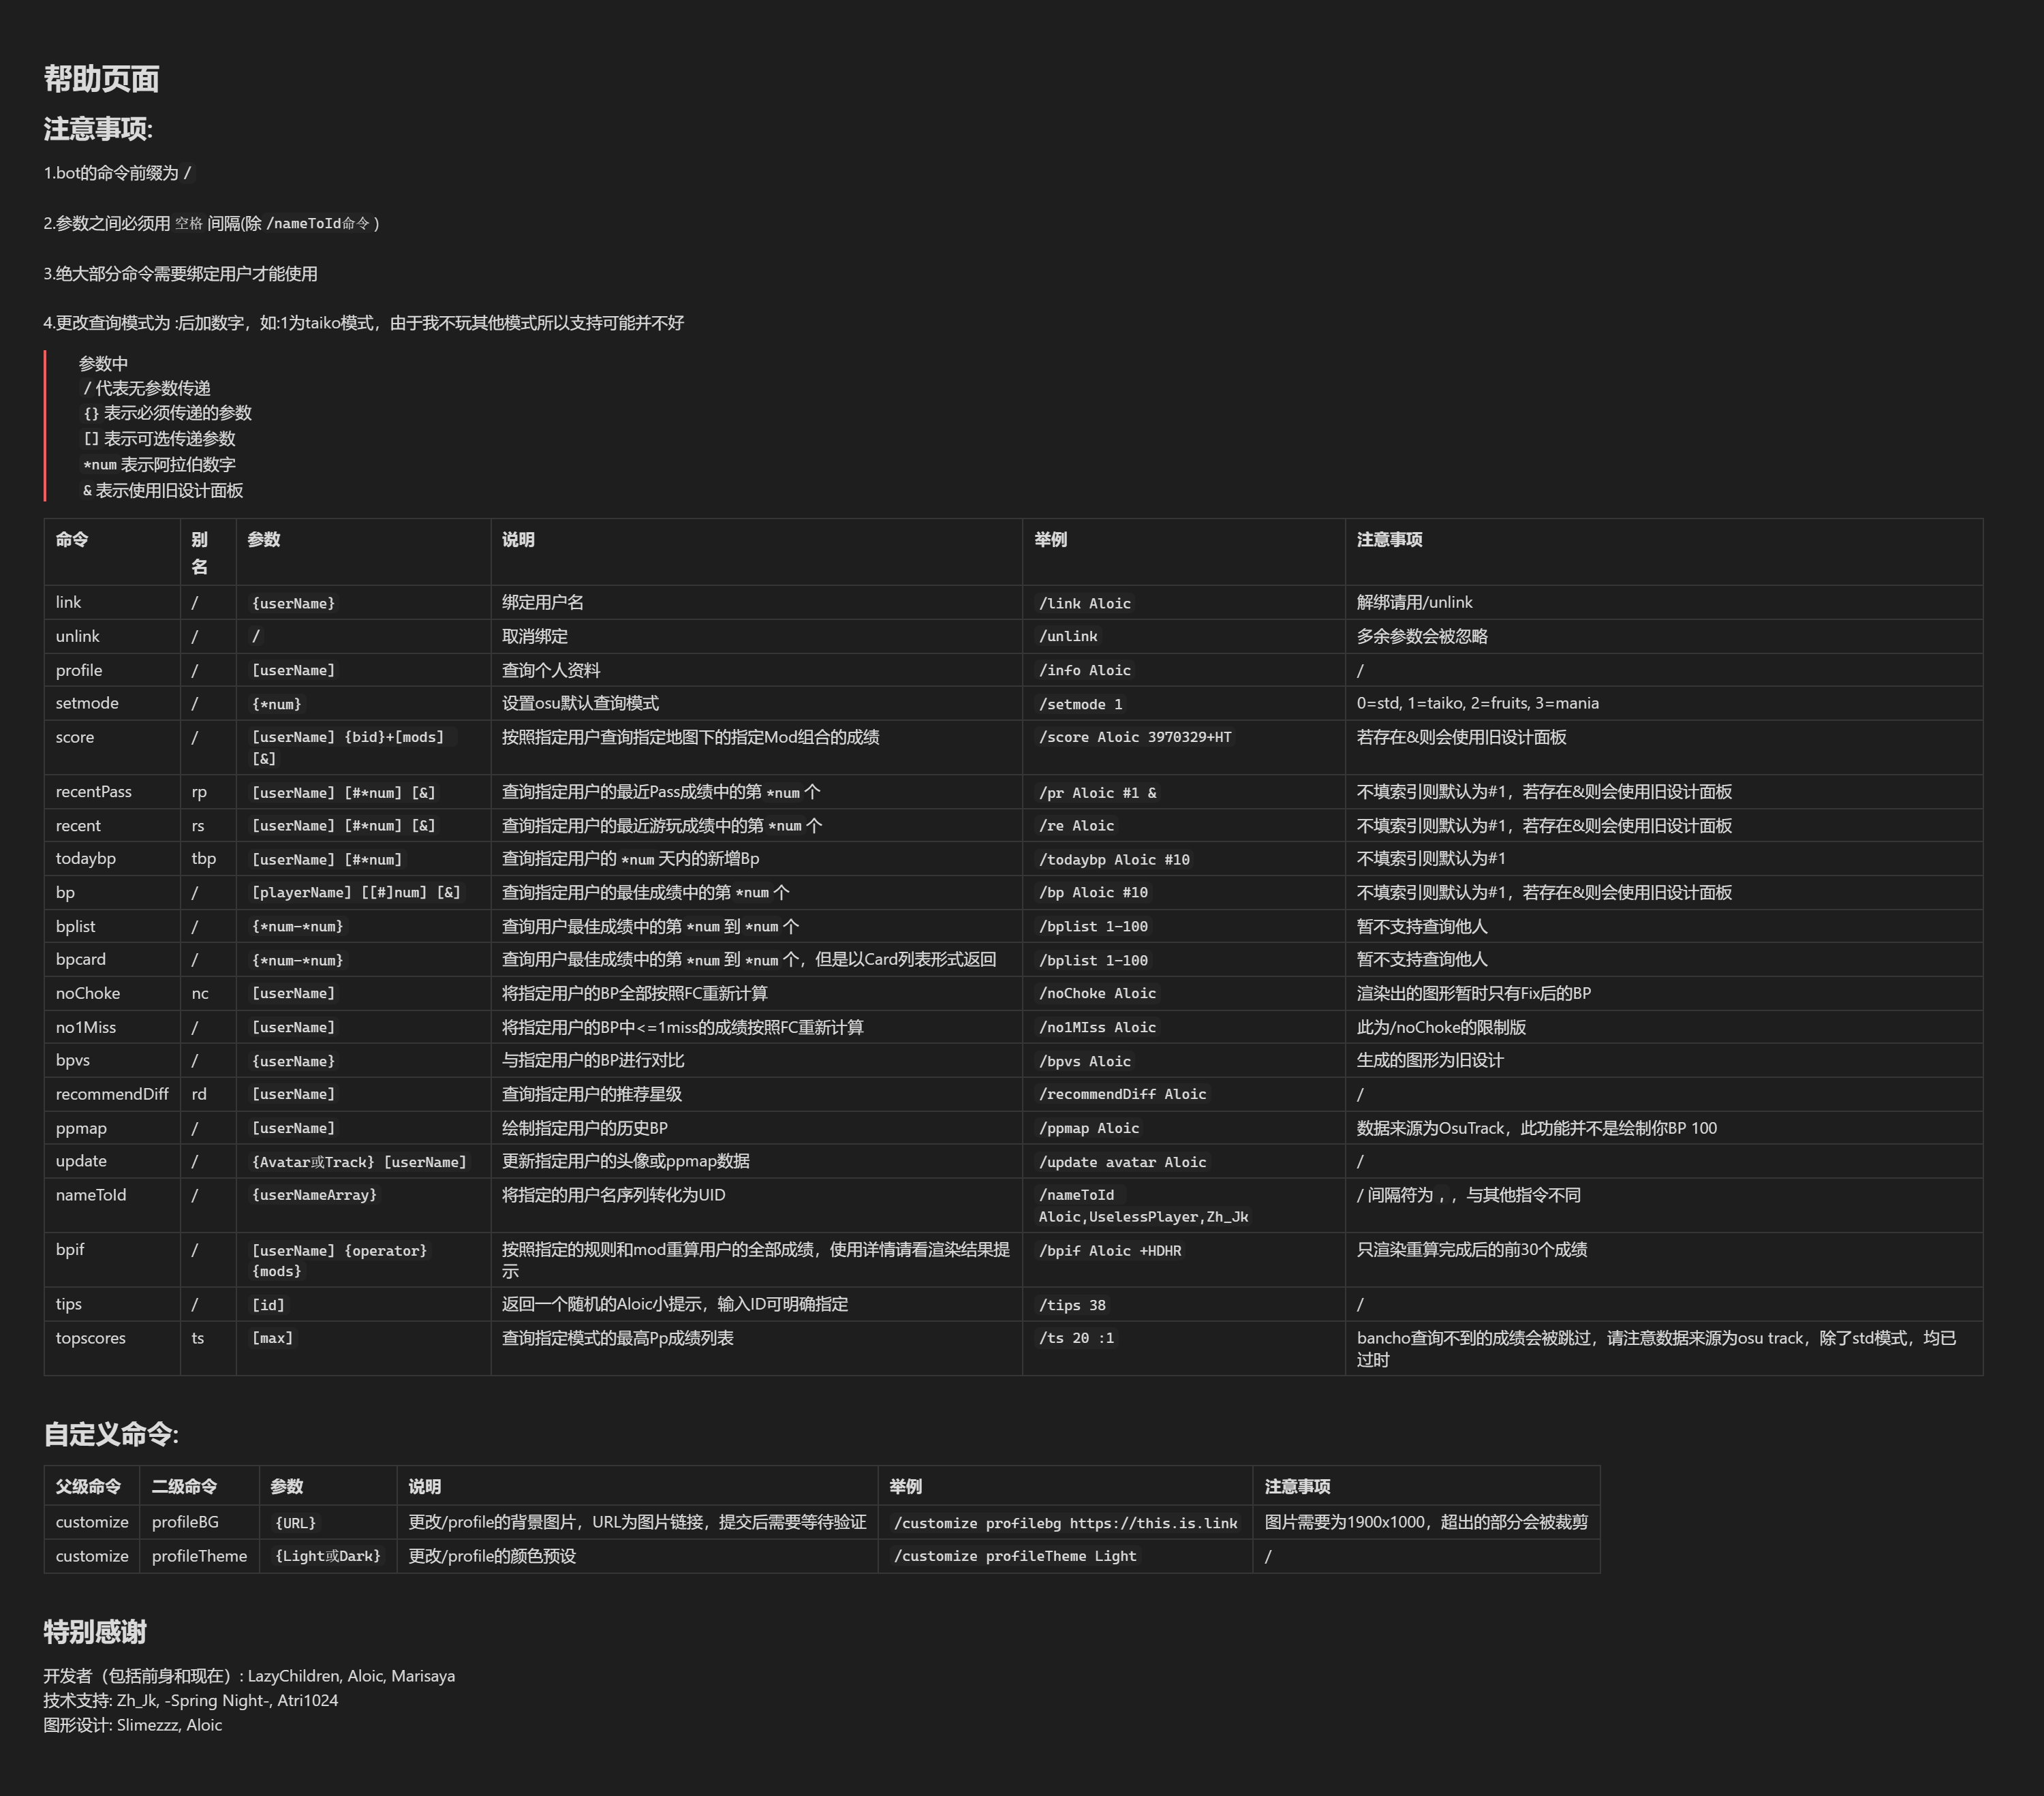 帮助页面
注意事项:
1.bot的命令前缀为 /
2.参数之间必须用 空格 间隔(除 /nameToId命令 )
3.绝大部分命令需要绑定用户才能使用
4.更改查询模式为 :后加数字，如:1为taiko模式，由于我不玩其他模式所以支持可能并不好
参数中
/ 代表无参数传递
{} 表示必须传递的参数
[] 表示可选传递参数
*num 表示阿拉伯数字
& 表示使用旧设计面板
命令 别名 参数 说明 举例 注意事项
link / {userName} 绑定用户名 /link Aloic 解绑请用/unlink
unlink / / 取消绑定 /unlink 多余参数会被忽略
profile / [userName] 查询个人资料 /info Aloic /
setmode / {*num} 设置osu默认查询模式 /setmode 1 0=std, 1=taiko, 2=fruits, 3=mania
score / [userName] {bid}+[mods] [&] 按照指定用户查询指定地图下的指定Mod组合的成绩 /score Aloic 3970329+HT 若存在&则会使用旧设计面板
recentPass rp [userName] [#*num] [&] 查询指定用户的最近Pass成绩中的第 *num 个 /pr Aloic #1 & 不填索引则默认为#1，若存在&则会使用旧设计面板
recent rs [userName] [#*num] [&] 查询指定用户的最近游玩成绩中的第 *num 个 /re Aloic 不填索引则默认为#1，若存在&则会使用旧设计面板
todaybp tbp [userName] [#*num] 查询指定用户的 *num 天内的新增Bp /todaybp Aloic #10 不填索引则默认为#1
bp / [playerName] [[#]num] [&] 查询指定用户的最佳成绩中的第 *num 个 /bp Aloic #10 不填索引则默认为#1，若存在&则会使用旧设计面板
bplist / {*num-*num} 查询用户最佳成绩中的第 *num 到 *num 个 /bplist 1-100 暂不支持查询他人
bpcard / {*num-*num} 查询用户最佳成绩中的第 *num 到 *num 个，但是以Card列表形式返回 /bplist 1-100 暂不支持查询他人
noChoke nc [userName] 将指定用户的BP全部按照FC重新计算 /noChoke Aloic 渲染出的图形暂时只有Fix后的BP
no1Miss / [userName] 将指定用户的BP中<=1miss的成绩按照FC重新计算 /no1MIss Aloic 此为/noChoke的限制版
bpvs / {userName} 与指定用户的BP进行对比 /bpvs Aloic 生成的图形为旧设计
recommendDiff rd [userName] 查询指定用户的推荐星级 /recommendDiff Aloic /
ppmap / [userName] 绘制指定用户的历史BP /ppmap Aloic 数据来源为OsuTrack，此功能并不是绘制你BP 100
update / {Avatar或Track} [userName] 更新指定用户的头像或ppmap数据 /update avatar Aloic /
nameToId / {userNameArray} 将指定的用户名序列转化为UID /nameToId Aloic,UselessPlayer,Zh_Jk / 间隔符为 , ，与其他指令不同
bpif / [userName] {operator} {mods} 按照指定的规则和mod重算用户的全部成绩，使用详情请看渲染结果提示 /bpif Aloic +HDHR 只渲染重算完成后的前30个成绩
tips / [id] 返回一个随机的Aloic小提示，输入ID可明确指定 /tips 38 /
topscores ts [max] 查询指定模式的最高Pp成绩列表 /ts 20 :1 bancho查询不到的成绩会被跳过，请注意数据来源为osu track，除了std模式，均已过时
自定义命令:
父级命令 二级命令 参数 说明 举例 注意事项
customize profileBG {URL} 更改/profile的背景图片，URL为图片链接，提交后需要等待验证 /customize profilebg https://this.is.link 图片需要为1900x1000，超出的部分会被裁剪
customize profileTheme {Light或Dark} 更改/profile的颜色预设 /customize profileTheme Light /
特别感谢
开发者（包括前身和现在）: LazyChildren, Aloic, Marisaya
技术支持: Zh_Jk, -Spring Night-, Atri1024
图形设计: Slimezzz, Aloic